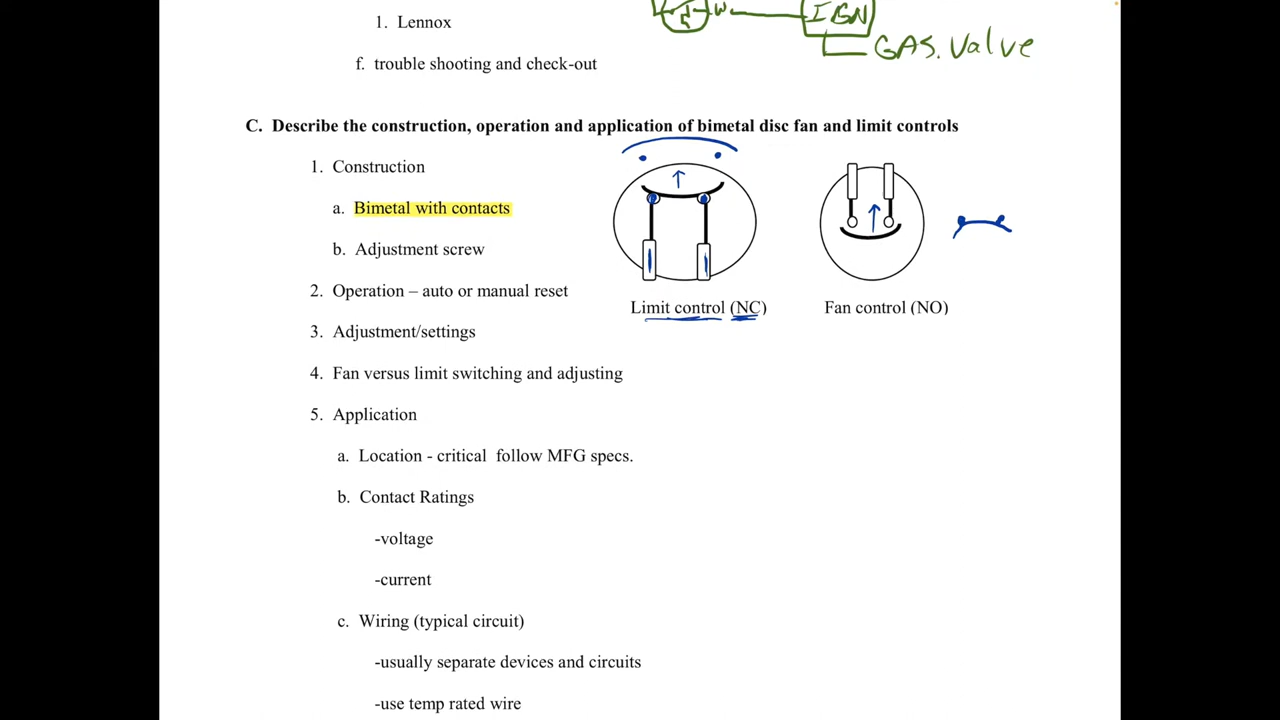 W IGN
1. Lennox
GAS. Valve
f. trouble shooting and check-out
C. Describe the construction, operation and application of bimetal disc fan and limit controls
1. Construction
a. Bimetal with contacts
b. Adjustment screw
2. Operation – auto or manual reset
Limit control (NC) Fan control (NO)
3. Adjustment/settings
4. Fan versus limit switching and adjusting
5. Application
a. Location - critical follow MFG specs.
b. Contact Ratings
-voltage
-current
c. Wiring (typical circuit)
-usually separate devices and circuits
-use temp rated wire